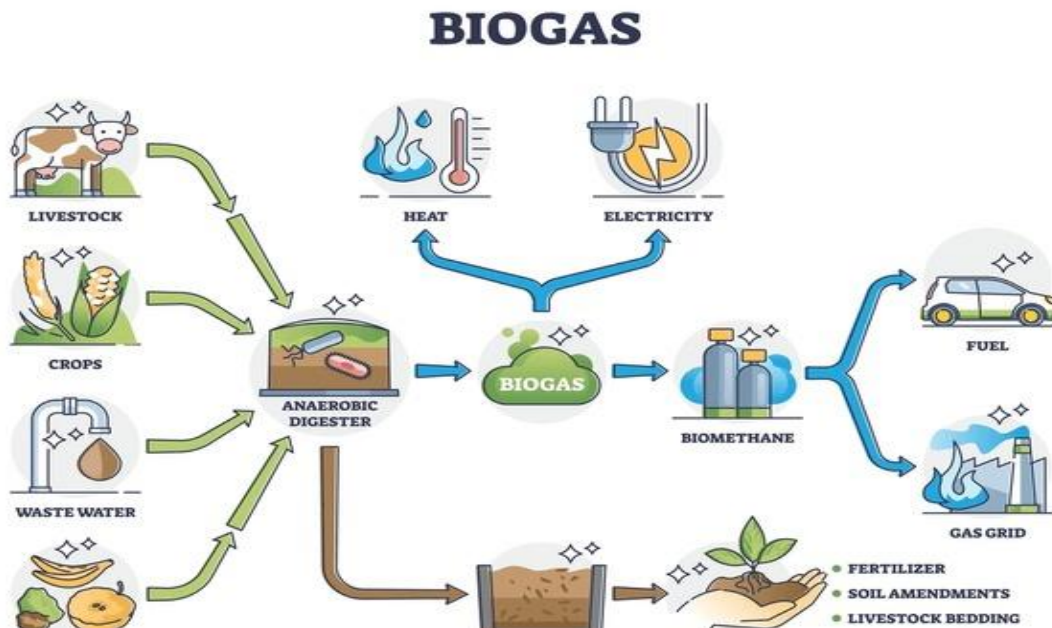 BIOGAS
LIVESTOCK
HEAT
ELECTRICITY
CROPS
ANAEROBIC
DIGESTER
BIOGAS
BIOMETHANE
FUEL
WASTE WATER
GAS GRID
FERTILIZER
SOIL AMENDMENTS
LIVESTOCK BEDDING